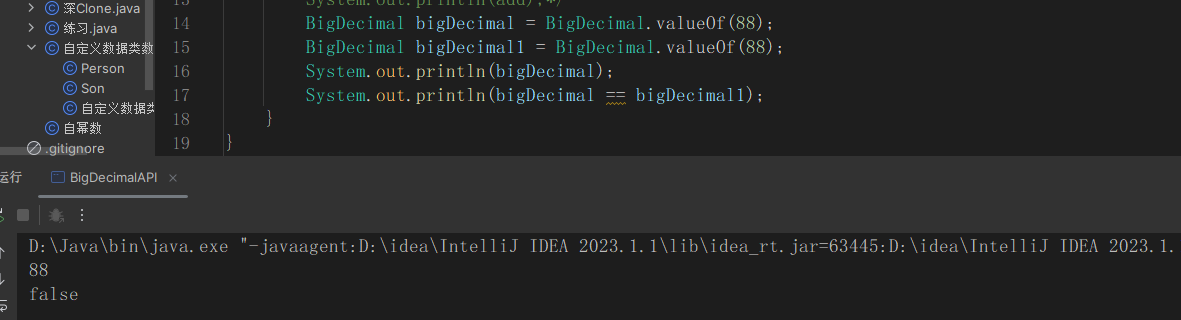 深Clone.java
练习.java
自定义数据类数
Person
Son
自定义数据类
自幂数
.gitignore
13 System.out.println(add);*/
14 BigDecimal bigDecimal = BigDecimal.valueOf(88);
15 BigDecimal bigDecimal1 = BigDecimal.valueOf(88);
16 System.out.println(bigDecimal);
17 System.out.println(bigDecimal == bigDecimal1);
18 }
19 }
运行 BigDecimalAPI ×
D:\Java\bin\java.exe "-javaagent:D:\idea\IntelliJ IDEA 2023.1.1\lib\idea_rt.jar=63445:D:\idea\IntelliJ IDEA 2023.1.
88
false